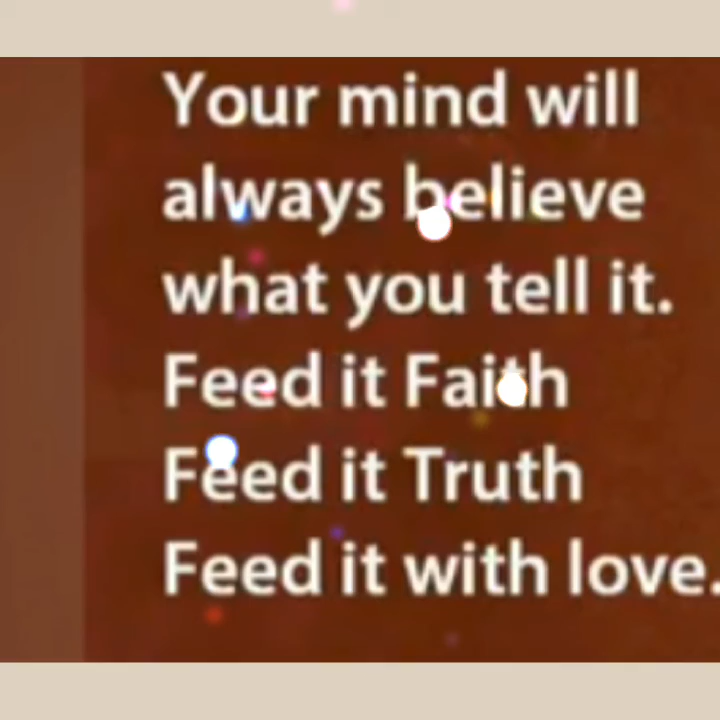 Your mind will
always believe
what you tell it.
Feed it Faith
Feed it Truth
Feed it with love.